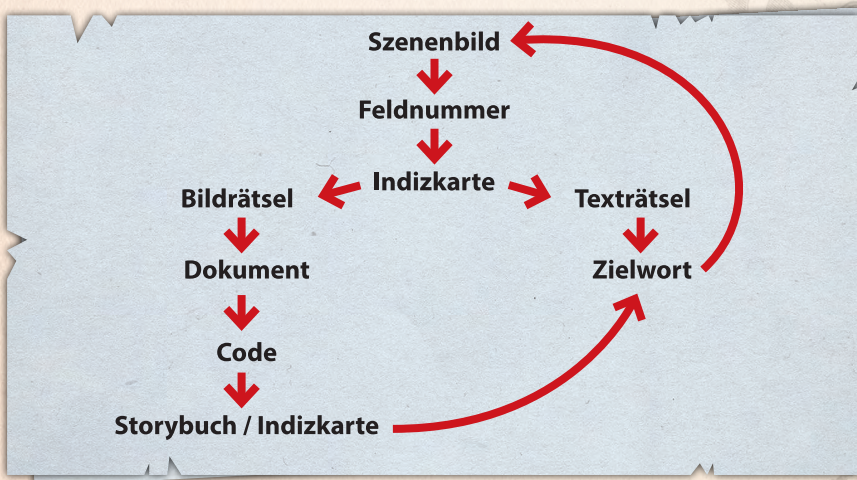 Szenenbild
Feldnummer
Indizkarte
Bildrätsel
Texträtsel
Dokument
Zielwort
Code
Storybuch / Indizkarte